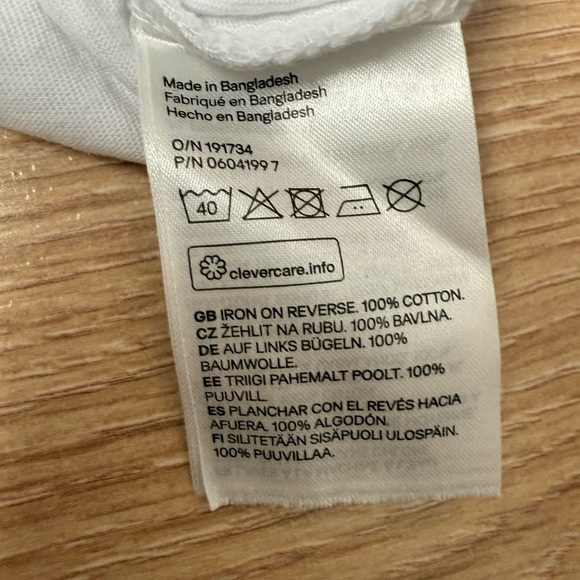 Made in Bangladesh
Fabriqué en Bangladesh
Hecho en Bangladesh
O/N 191734
P/N 0604199 7
40
clevercare.info
GB IRON ON REVERSE. 100% COTTON.
CZ ŽEHLIT NA RUBU. 100% BAVLNA.
DE AUF LINKS BÜGELN. 100%
BAUMWOLLE.
EE TRIIGI PAHEMALT POOLT. 100%
PUUVILL.
ES PLANCHAR CON EL REVÉS HACIA
AFUERA. 100% ALGODÓN.
FI SILITETÄÄN SISÄPUOLI ULOSPÄIN.
100% PUUVILLAA.